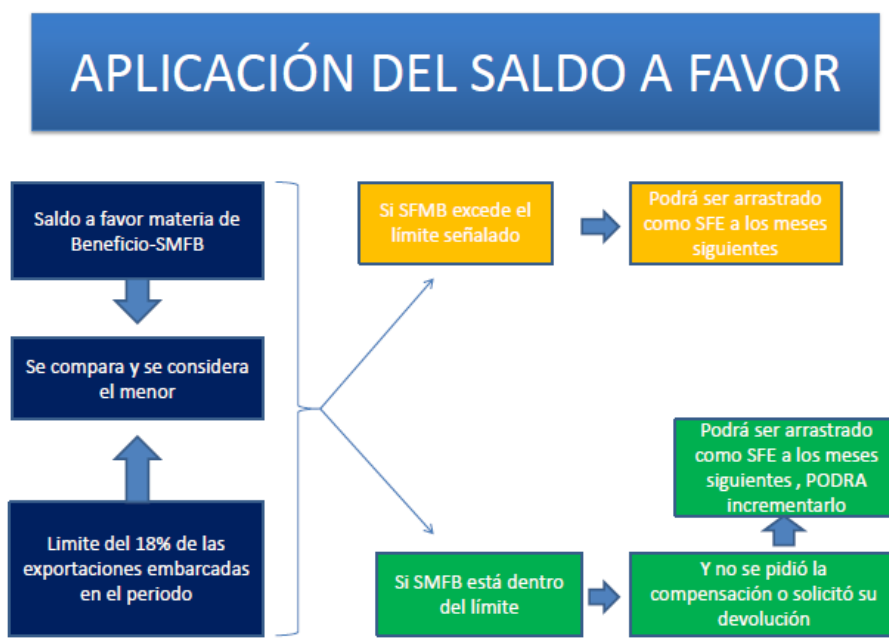 APLICACIÓN DEL SALDO A FAVOR
Saldo a favor materia de
Beneficio-SMFB
Se compara y se considera
el menor
Limite del 18% de las
exportaciones embarcadas
en el periodo
Si SFMB excede el
límite señalado
Podrá ser arrastrado
como SFE a los meses
siguientes
Si SMFB está dentro
del límite
Y no se pidió la
compensación o solicitó su
devolución
Podrá ser arrastrado
como SFE a los meses
siguientes , PODRA
incrementarlo